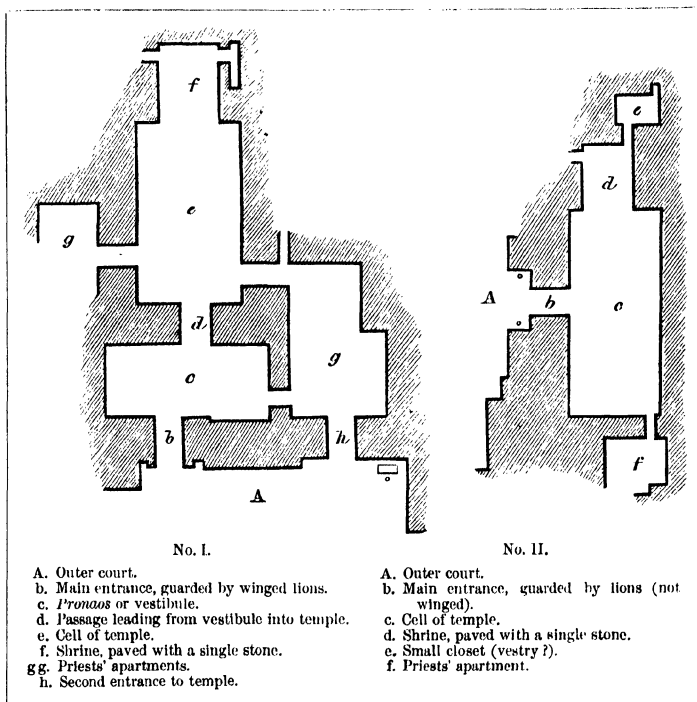 f
e
g
d
g
c
b
h
A
e
d
A
b
c
f
No. I.
A. Outer court.
b. Main entrance, guarded by winged lions.
c. Pronaos or vestibule.
d. Passage leading from vestibule into temple.
e. Cell of temple.
f. Shrine, paved with a single stone.
gg. Priests' apartments.
h. Second entrance to temple.
No. II.
A. Outer court.
b. Main entrance, guarded by lions (not
winged).
c. Cell of temple.
d. Shrine, paved with a single stone.
e. Small closet (vestry ?).
f. Priests' apartment.